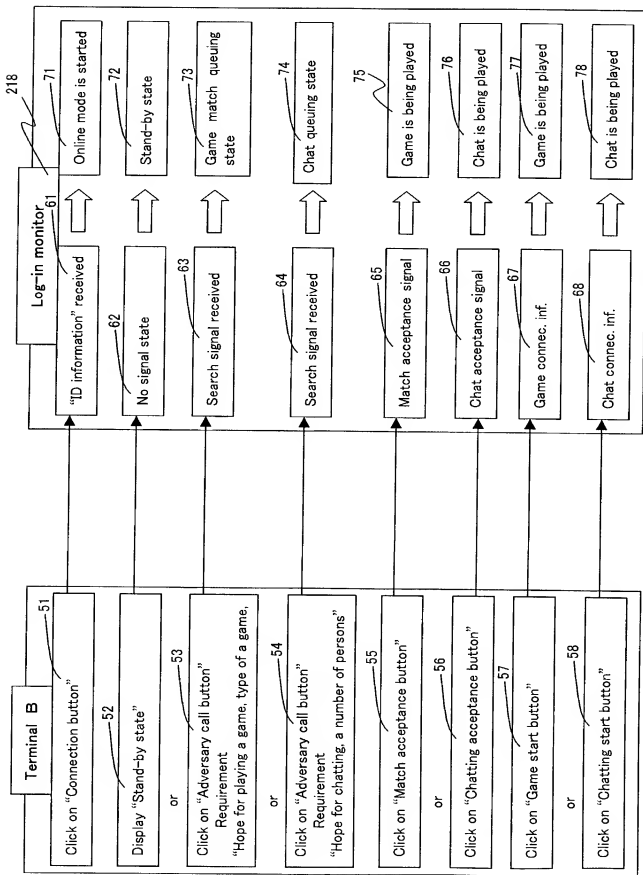 Terminal B
Click on "Connection button"
51
Display "Stand-by state"
52
or
Click on "Adversary call button"
Requirement
"Hope for playing a game, type of a game,
53
or
Click on "Adversary call button"
Requirement
"Hope for chatting, a number of persons"
54
Click on "Match acceptance button"
55
or
Click on "Chatting acceptance button"
56
Click on "Game start button"
57
or
Click on "Chatting start button"
58
Log-in monitor
218
"ID information" received
61
No signal state
62
Search signal received
63
Search signal received
64
Match acceptance signal
65
Chat acceptance signal
66
Game connec. inf.
67
Chat connec. inf.
68
Online mode is started
71
Stand-by state
72
Game match queuing
state
73
Chat queuing state
74
Game is being played
75
Chat is being played
76
Game is being played
77
Chat is being played
78